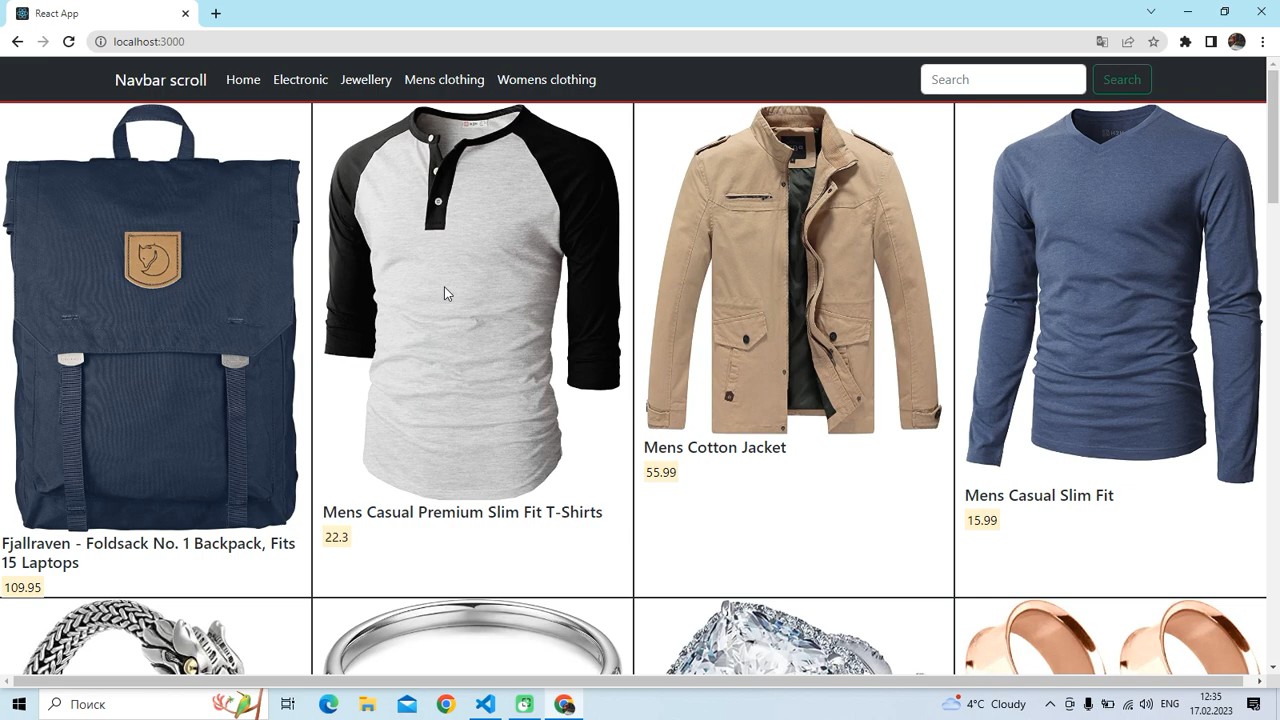 React App
localhost:3000
Navbar scroll Home Electronic Jewellery Mens clothing Womens clothing Search Search
Fjallraven - Foldsack No. 1 Backpack, Fits
15 Laptops
109.95
Mens Casual Premium Slim Fit T-Shirts
22.3
Mens Cotton Jacket
55.99
Mens Casual Slim Fit
15.99
Поиск
4°C Cloudy
ENG
12:35
17.02.2023